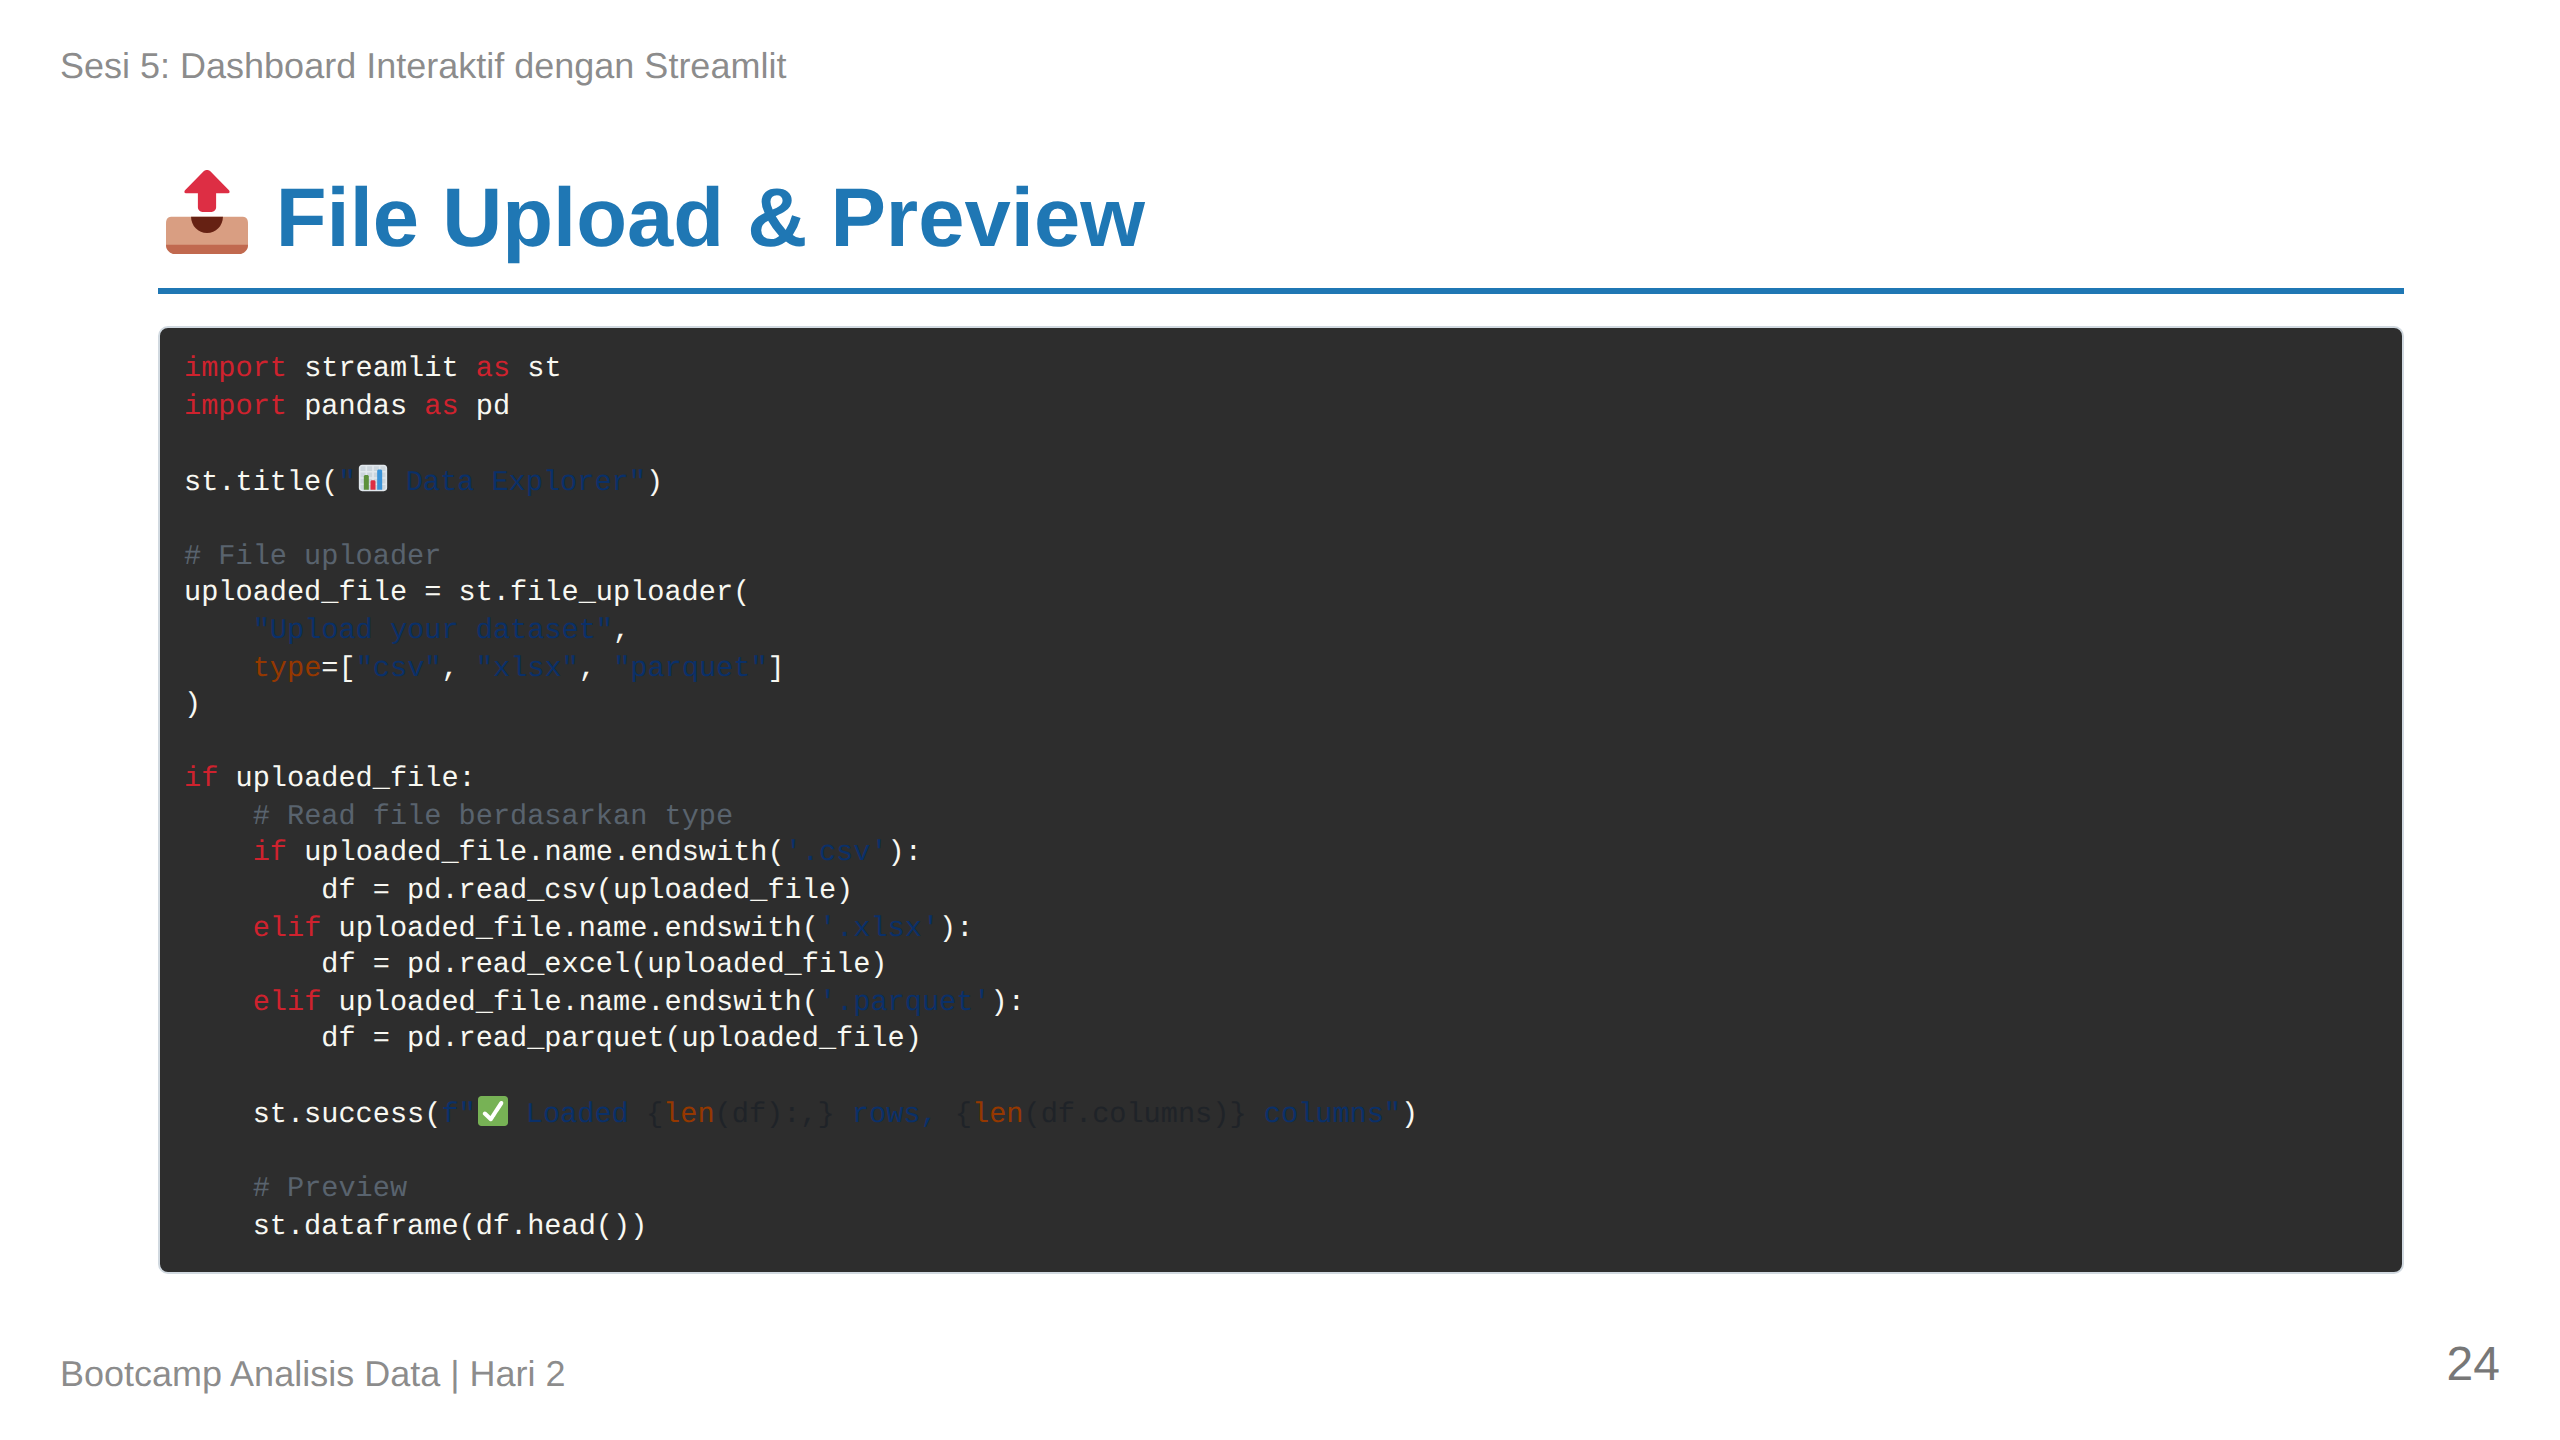 Sesi 5: Dashboard Interaktif dengan Streamlit
📤 File Upload & Preview
import streamlit as st
import pandas as pd

st.title("📊 Data Explorer")

# File uploader
uploaded_file = st.file_uploader(
    "Upload your dataset",
    type=["csv", "xlsx", "parquet"]
)

if uploaded_file:
    # Read file berdasarkan type
    if uploaded_file.name.endswith('.csv'):
        df = pd.read_csv(uploaded_file)
    elif uploaded_file.name.endswith('.xlsx'):
        df = pd.read_excel(uploaded_file)
    elif uploaded_file.name.endswith('.parquet'):
        df = pd.read_parquet(uploaded_file)

    st.success(f"✅ Loaded {len(df):,} rows, {len(df.columns)} columns")

    # Preview
    st.dataframe(df.head())
Bootcamp Analisis Data | Hari 2
24